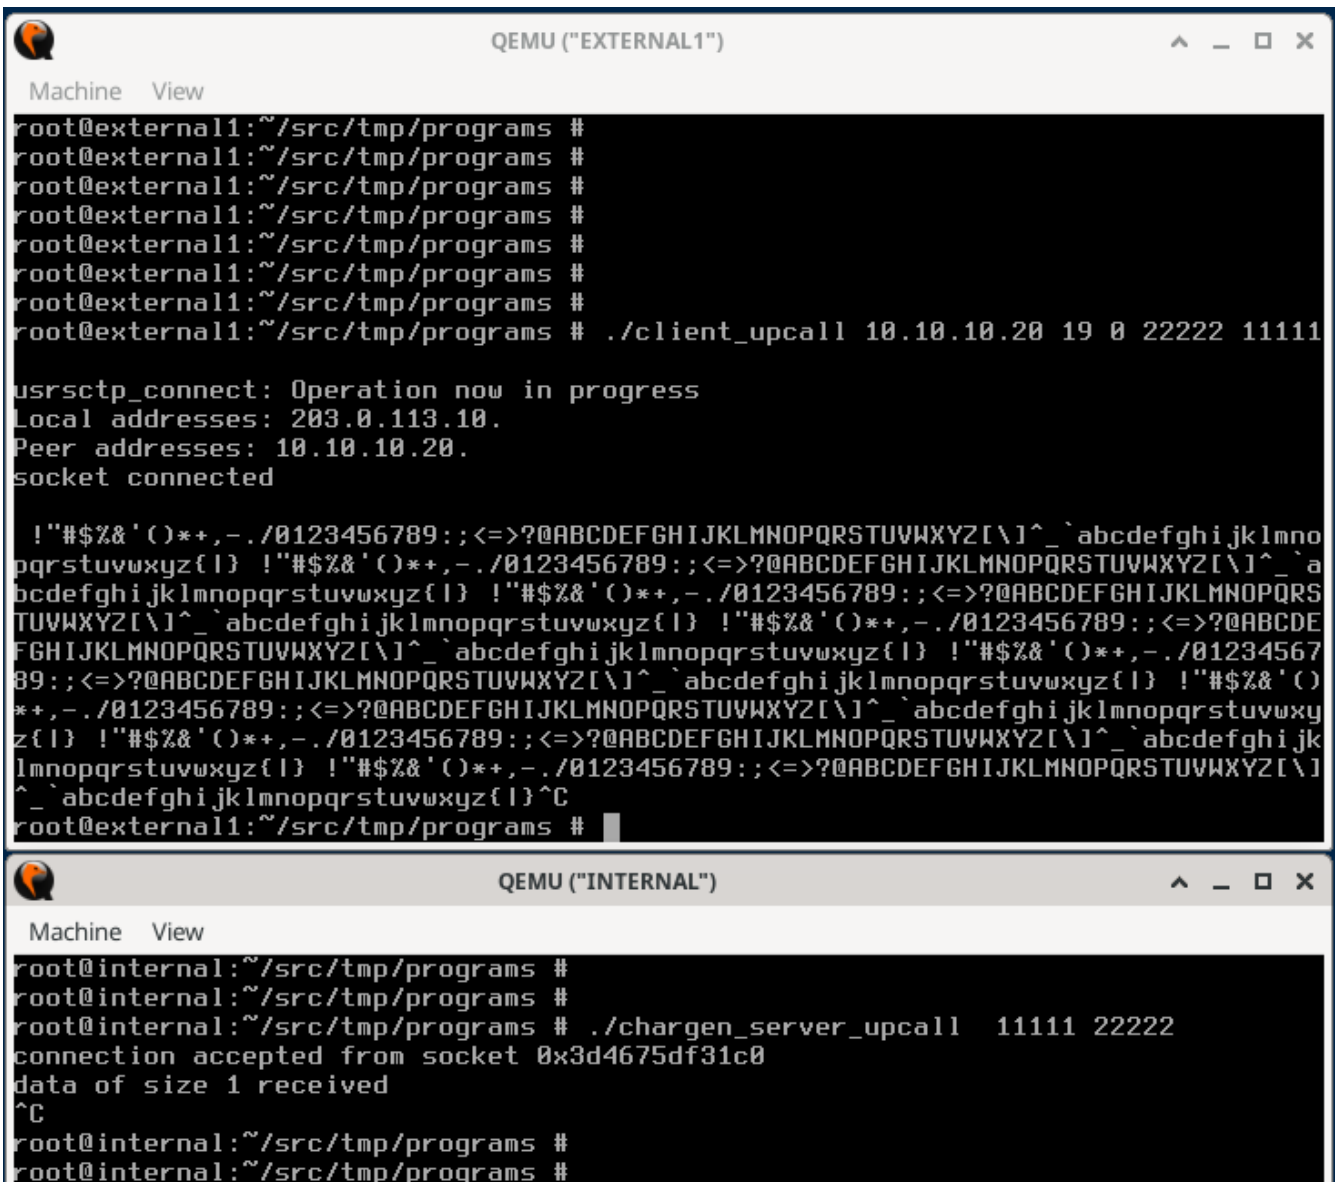 QEMU ("EXTERNAL1")
Machine View
root@external1:~/src/tmp/programs #
root@external1:~/src/tmp/programs #
root@external1:~/src/tmp/programs #
root@external1:~/src/tmp/programs #
root@external1:~/src/tmp/programs #
root@external1:~/src/tmp/programs #
root@external1:~/src/tmp/programs #
root@external1:~/src/tmp/programs # ./client_upcall 10.10.10.20 19 0 22222 11111
usrsctp_connect: Operation now in progress
Local addresses: 203.0.113.10.
Peer addresses: 10.10.10.20.
socket connected
 !"#$%&'()*+,-./0123456789:;<=>?@ABCDEFGHIJKLMNOPQRSTUVWXYZ[\]^_`abcdefghijklmno
pqrstuvwxyz{|} !"#$%&'()*+,-./0123456789:;<=>?@ABCDEFGHIJKLMNOPQRSTUVWXYZ[\]^_`a
bcdefghijklmnopqrstuvwxyz{|} !"#$%&'()*+,-./0123456789:;<=>?@ABCDEFGHIJKLMNOPQRS
TUVWXYZ[\]^_`abcdefghijklmnopqrstuvwxyz{|} !"#$%&'()*+,-./0123456789:;<=>?@ABCDE
FGHIJKLMNOPQRSTUVWXYZ[\]^_`abcdefghijklmnopqrstuvwxyz{|} !"#$%&'()*+,-./01234567
89:;<=>?@ABCDEFGHIJKLMNOPQRSTUVWXYZ[\]^_`abcdefghijklmnopqrstuvwxyz{|} !"#$%&'()
*+,-./0123456789:;<=>?@ABCDEFGHIJKLMNOPQRSTUVWXYZ[\]^_`abcdefghijklmnopqrstuvwxy
z{|} !"#$%&'()*+,-./0123456789:;<=>?@ABCDEFGHIJKLMNOPQRSTUVWXYZ[\]^_`abcdefghijk
lmnopqrstuvwxyz{|} !"#$%&'()*+,-./0123456789:;<=>?@ABCDEFGHIJKLMNOPQRSTUVWXYZ[\]
^_`abcdefghijklmnopqrstuvwxyz{|}^C
root@external1:~/src/tmp/programs #
QEMU ("INTERNAL")
Machine View
root@internal:~/src/tmp/programs #
root@internal:~/src/tmp/programs #
root@internal:~/src/tmp/programs # ./chargen_server_upcall  11111 22222
connection accepted from socket 0x3d4675df31c0
data of size 1 received
^C
root@internal:~/src/tmp/programs #
root@internal:~/src/tmp/programs #